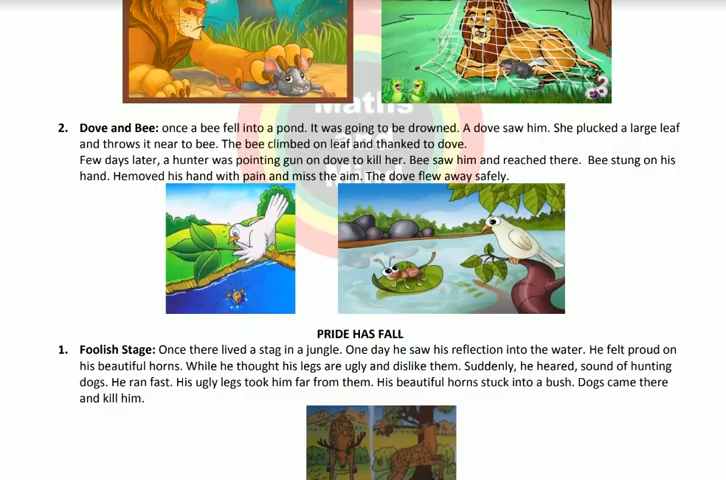 Maths
and
2. Dove and Bee: once a bee fell into a pond. It was going to be drowned. A dove saw him. She plucked a large leaf
and throws it near to bee. The bee climbed on leaf and thanked to dove.
Few days later, a hunter was pointing gun on dove to kill her. Bee saw him and reached there. Bee stung on his
hand. Hemoved his hand with pain and miss the aim. The dove flew away safely.
PRIDE HAS FALL
1. Foolish Stage: Once there lived a stag in a jungle. One day he saw his reflection into the water. He felt proud on
his beautiful horns. While he thought his legs are ugly and dislike them. Suddenly, he heared, sound of hunting
dogs. He ran fast. His ugly legs took him far from them. His beautiful horns stuck into a bush. Dogs came there
and kill him.